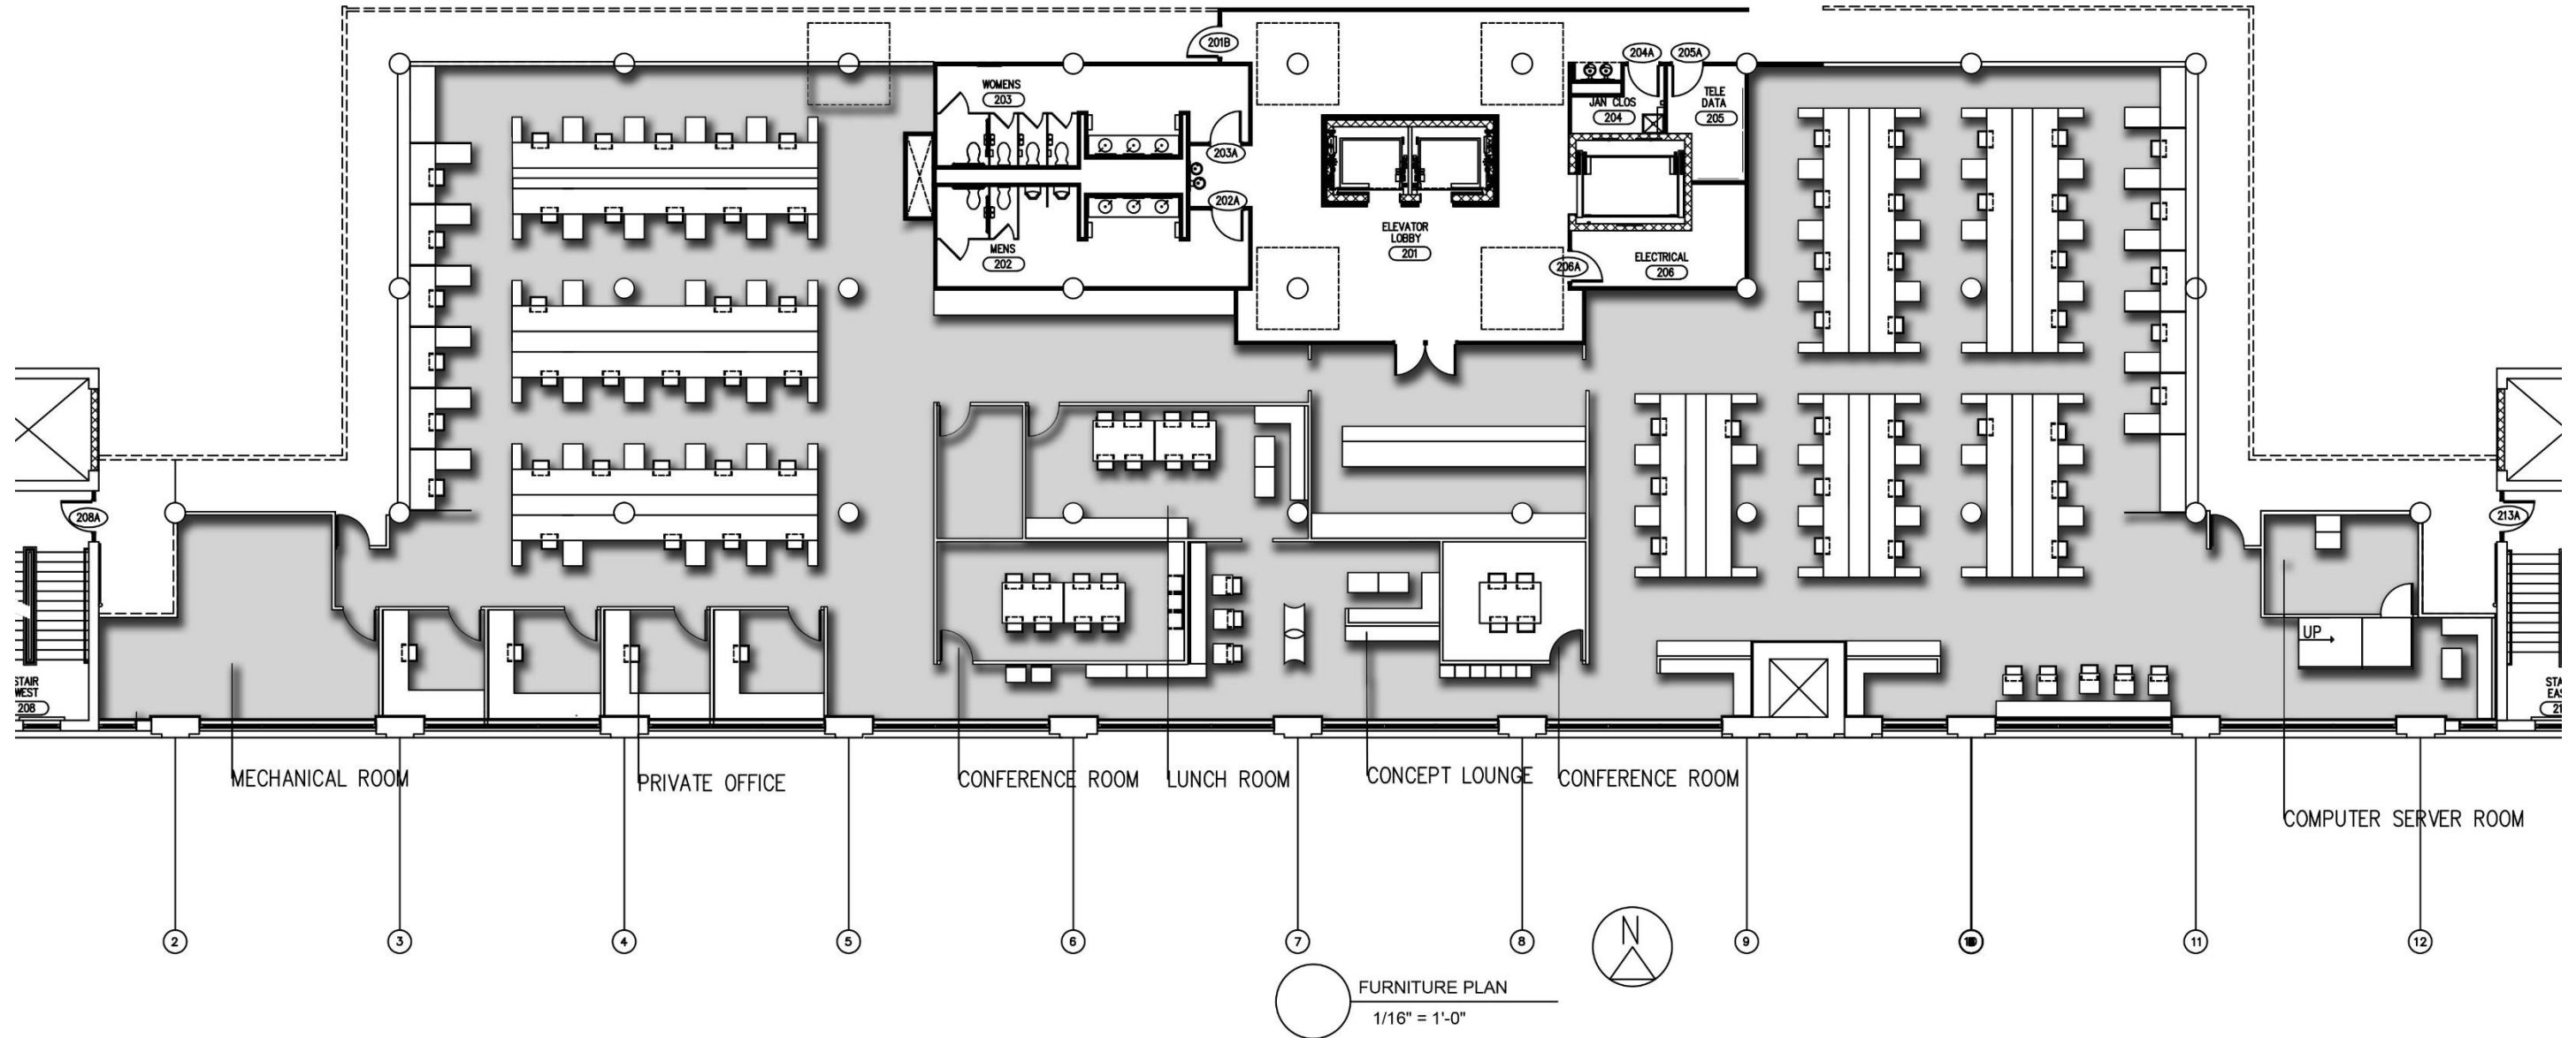 201B
204A
205A
WOMENS
203
JAN CLOS
204
TELE
DATA
205
203A
202A
ELEVATOR
LOBBY
201
MENS
202
206A
ELECTRICAL
206
208A
213A
UP
STAIR
WEST
208
STA
EAS
21
MECHANICAL ROOM
PRIVATE OFFICE
CONFERENCE ROOM
LUNCH ROOM
CONCEPT LOUNGE
CONFERENCE ROOM
COMPUTER SERVER ROOM
2
3
4
5
6
7
8
9
11
12
N
FURNITURE PLAN
1/16" = 1'-0"